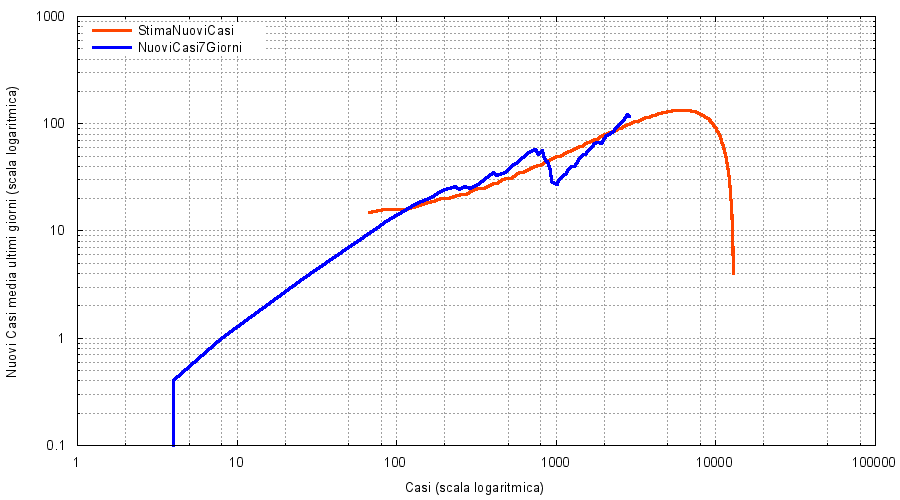 1000
StimaNuoviCasi
NuoviCasi7Giorni
100
10
1
0.1
Nuovi Casi media ultimi giorni (scala logaritmica)
1 10 100 1000 10000 100000
Casi (scala logaritmica)